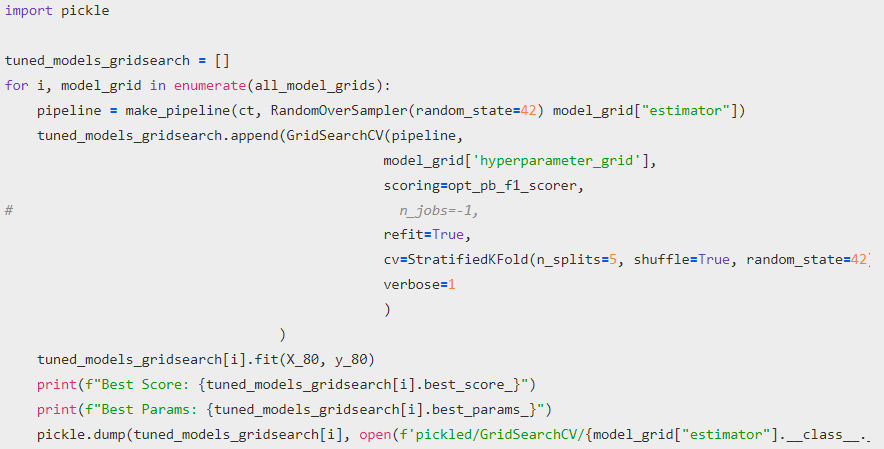 import pickle

tuned_models_gridsearch = []
for i, model_grid in enumerate(all_model_grids):
    pipeline = make_pipeline(ct, RandomOverSampler(random_state=42) model_grid["estimator"])
    tuned_models_gridsearch.append(GridSearchCV(pipeline,
                                               model_grid['hyperparameter_grid'],
                                               scoring=opt_pb_f1_scorer,
#                                                n_jobs=-1,
                                               refit=True,
                                               cv=StratifiedKFold(n_splits=5, shuffle=True, random_state=42)
                                               verbose=1
                                               )
                                  )
    tuned_models_gridsearch[i].fit(X_80, y_80)
    print(f"Best Score: {tuned_models_gridsearch[i].best_score_}")
    print(f"Best Params: {tuned_models_gridsearch[i].best_params_}")
    pickle.dump(tuned_models_gridsearch[i], open(f'pickled/GridSearchCV/{model_grid["estimator"].__class__._